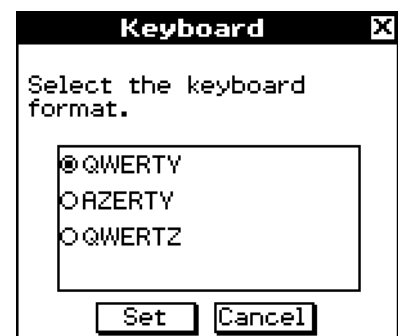 Keyboard X
Select the keyboard
format.
QWERTY
AZERTY
QWERTZ
Set Cancel